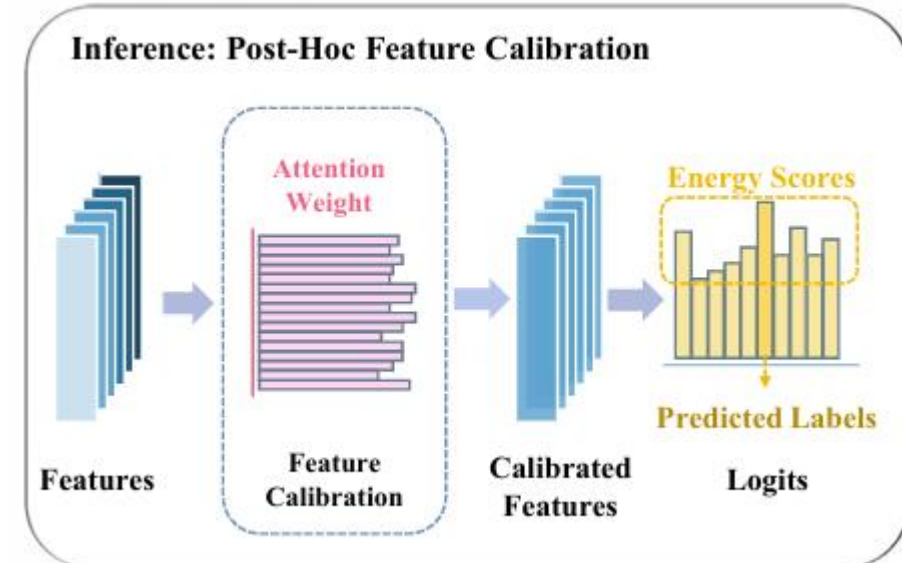 Inference: Post-Hoc Feature Calibration
Attention
Weight
Energy Scores
Predicted Labels
Features
Feature
Calibration
Calibrated
Features
Logits